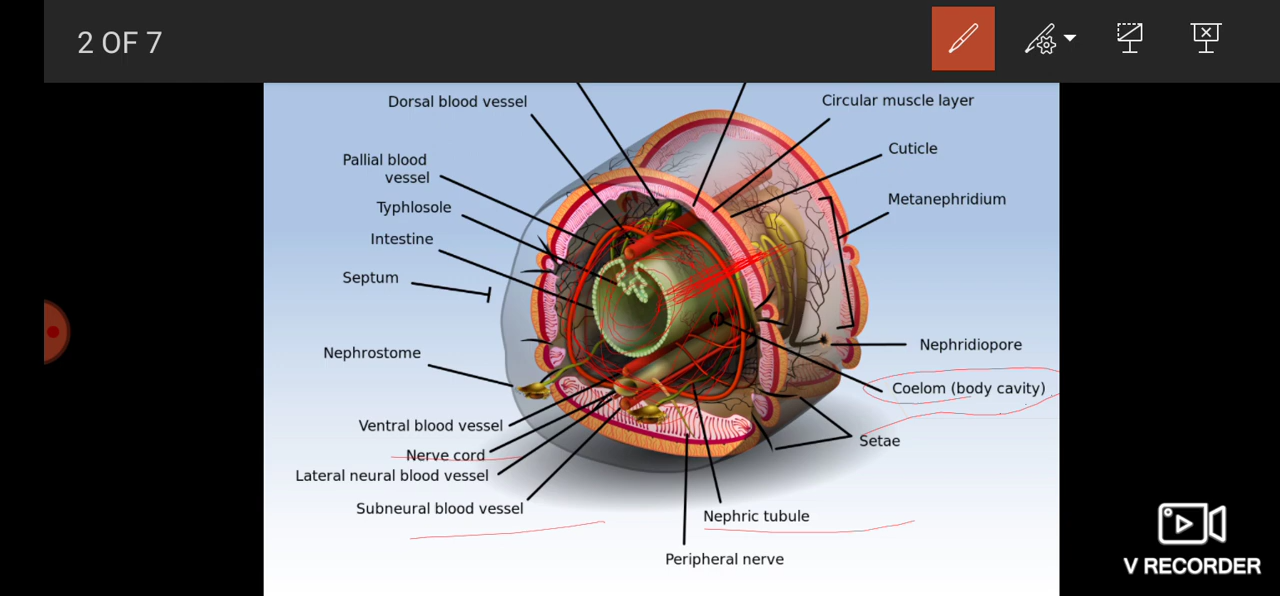 2 OF 7
Dorsal blood vessel
Circular muscle layer
Cuticle
Pallial blood
vessel
Metanephridium
Typhlosole
Intestine
Septum
Nephridiopore
Nephrostome
Coelom (body cavity)
Ventral blood vessel
Setae
Nerve cord
Lateral neural blood vessel
Subneural blood vessel
Nephric tubule
Peripheral nerve
V RECORDER